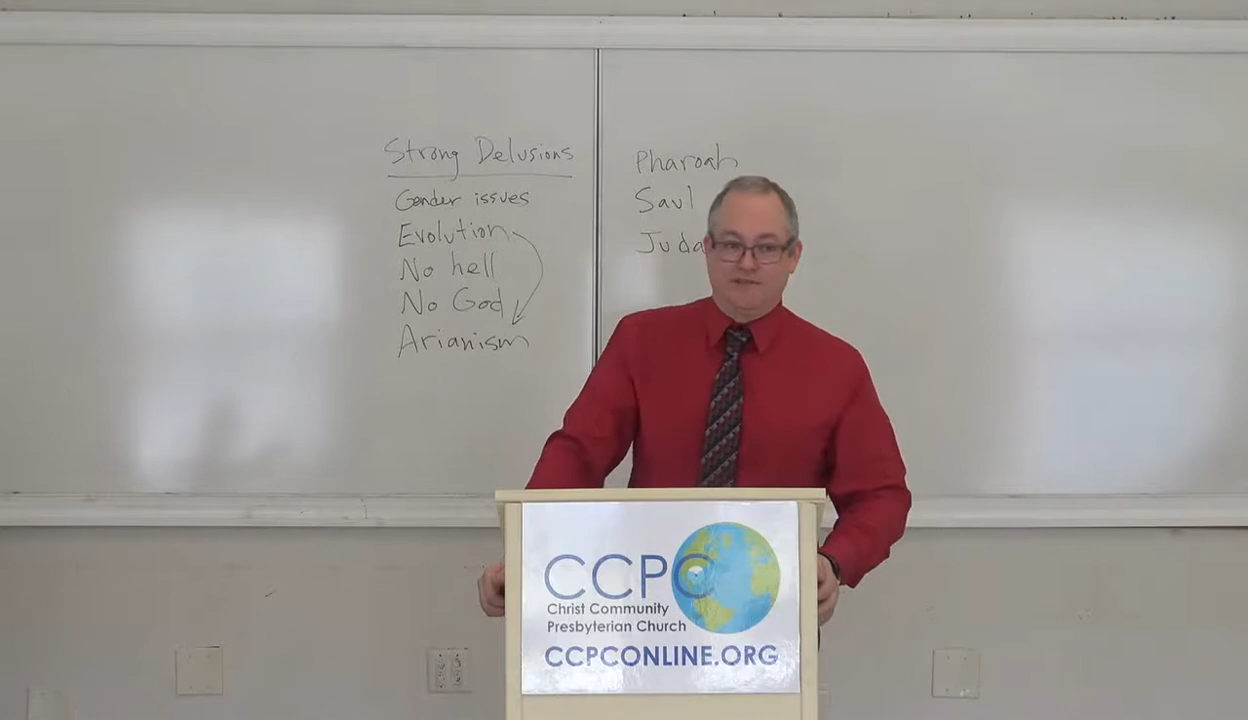 Strong Delusions
Gender issues
Evolution
No hell
No God
Arianism
Pharoah
Saul
Juda
CCPC
Christ Community
Presbyterian Church
CCPCONLINE.ORG